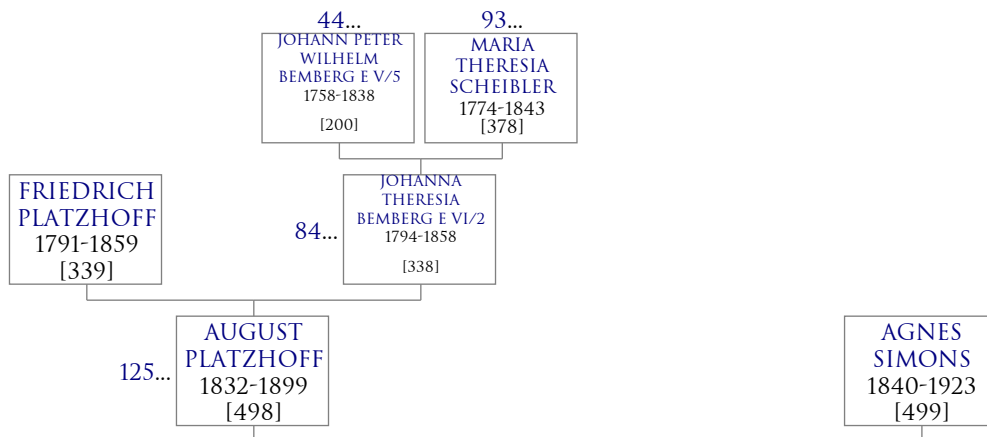 44...
JOHANN PETER
WILHELM
BEMBERG E V/5
1758-1838
[200]
93...
MARIA
THERESIA
SCHEIBLER
1774-1843
[378]
FRIEDRICH
PLATZHOFF
1791-1859
[339]
84...
JOHANNA
THERESIA
BEMBERG E VI/2
1794-1858
[338]
125...
AUGUST
PLATZHOFF
1832-1899
[498]
AGNES
SIMONS
1840-1923
[499]